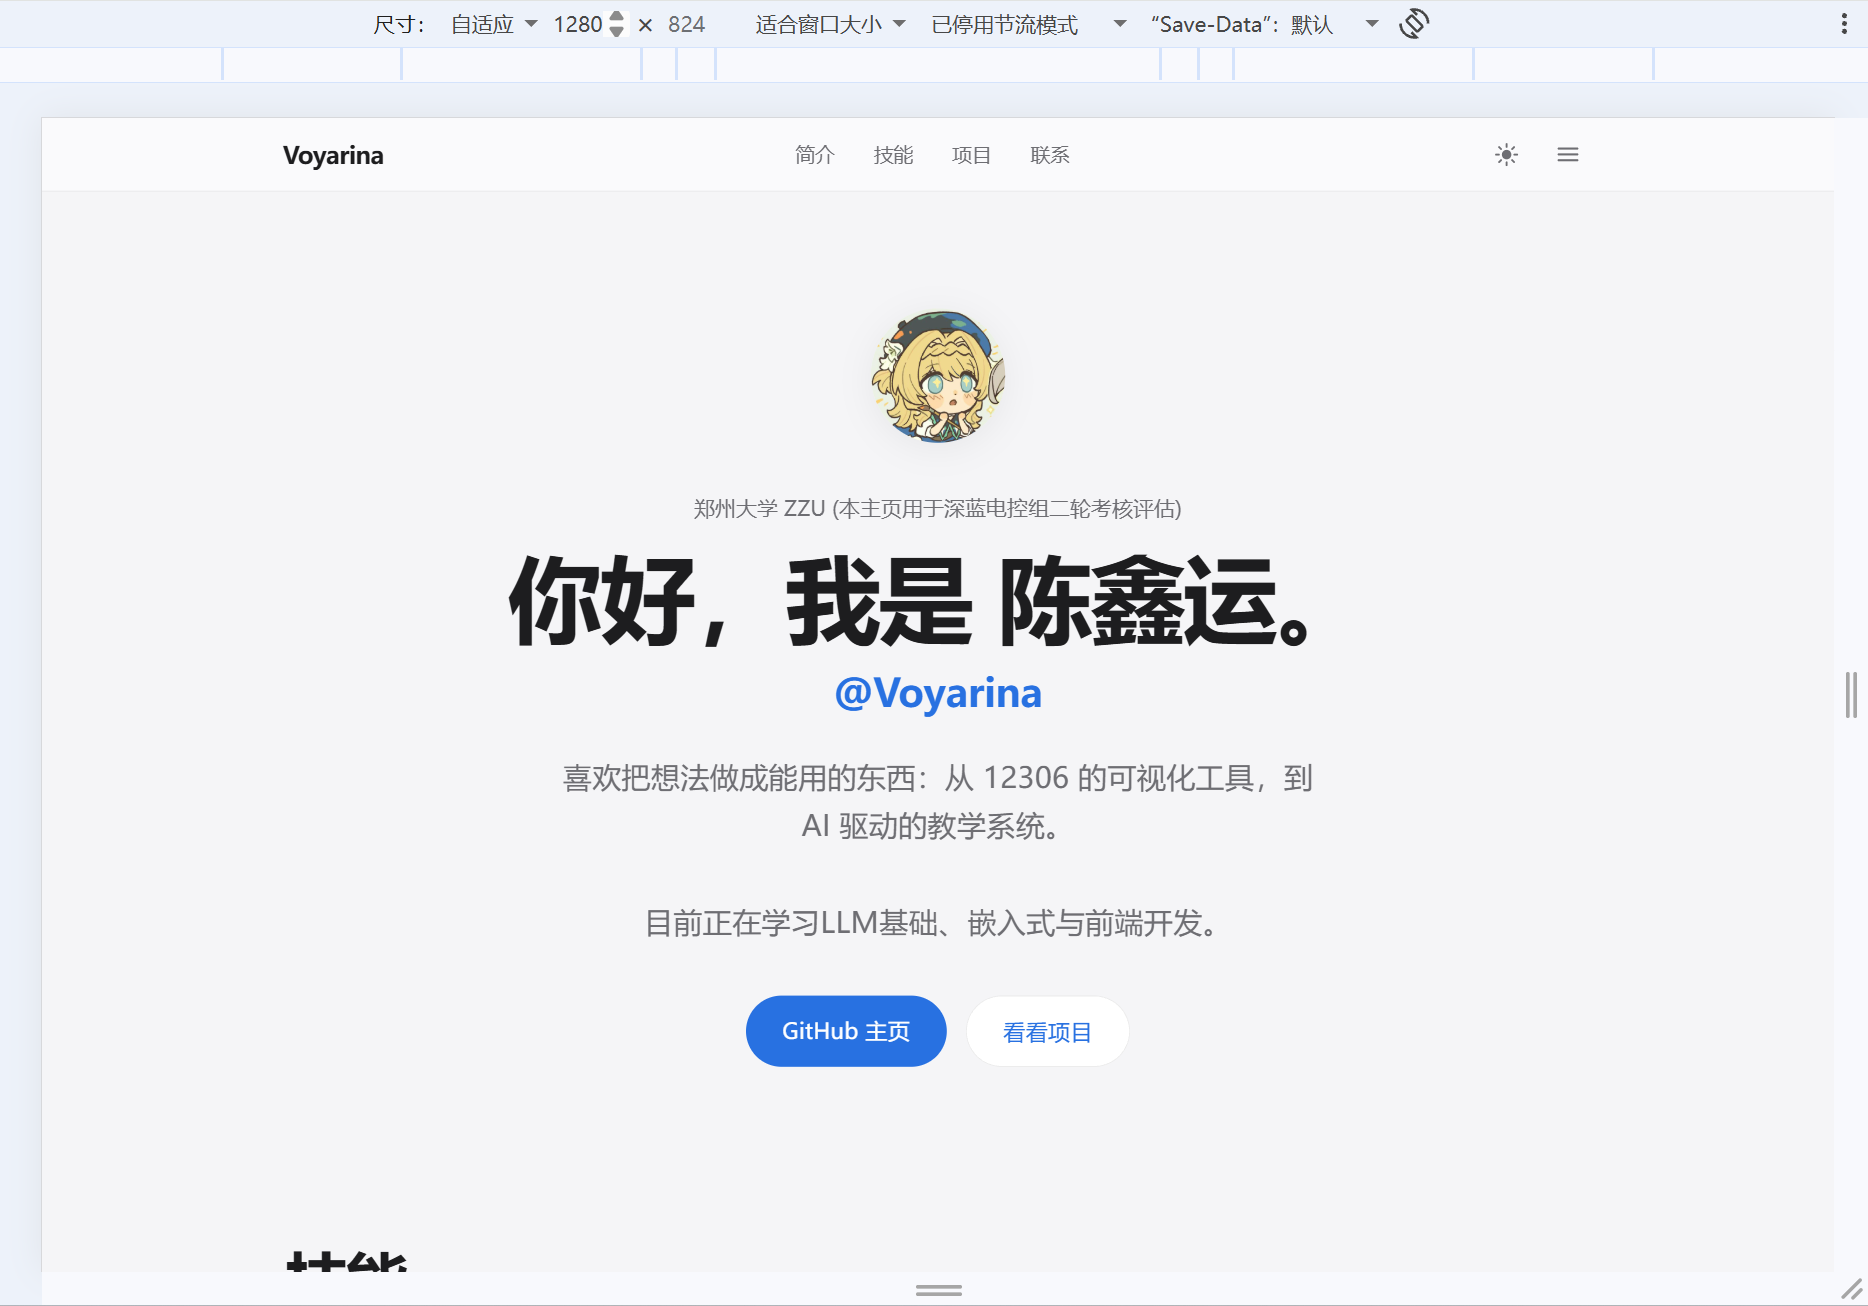 尺寸： 自适应 1280 × 824 适合窗口大小 已停用节流模式 “Save-Data”：默认
Voyarina 简介 技能 项目 联系
郑州大学 ZZU (本主页用于深蓝电控组二轮考核评估)
你好，我是 陈鑫运。
@Voyarina
喜欢把想法做成能用的东西：从 12306 的可视化工具，到
AI 驱动的教学系统。
目前正在学习LLM基础、嵌入式与前端开发。
GitHub 主页 看看项目
技能